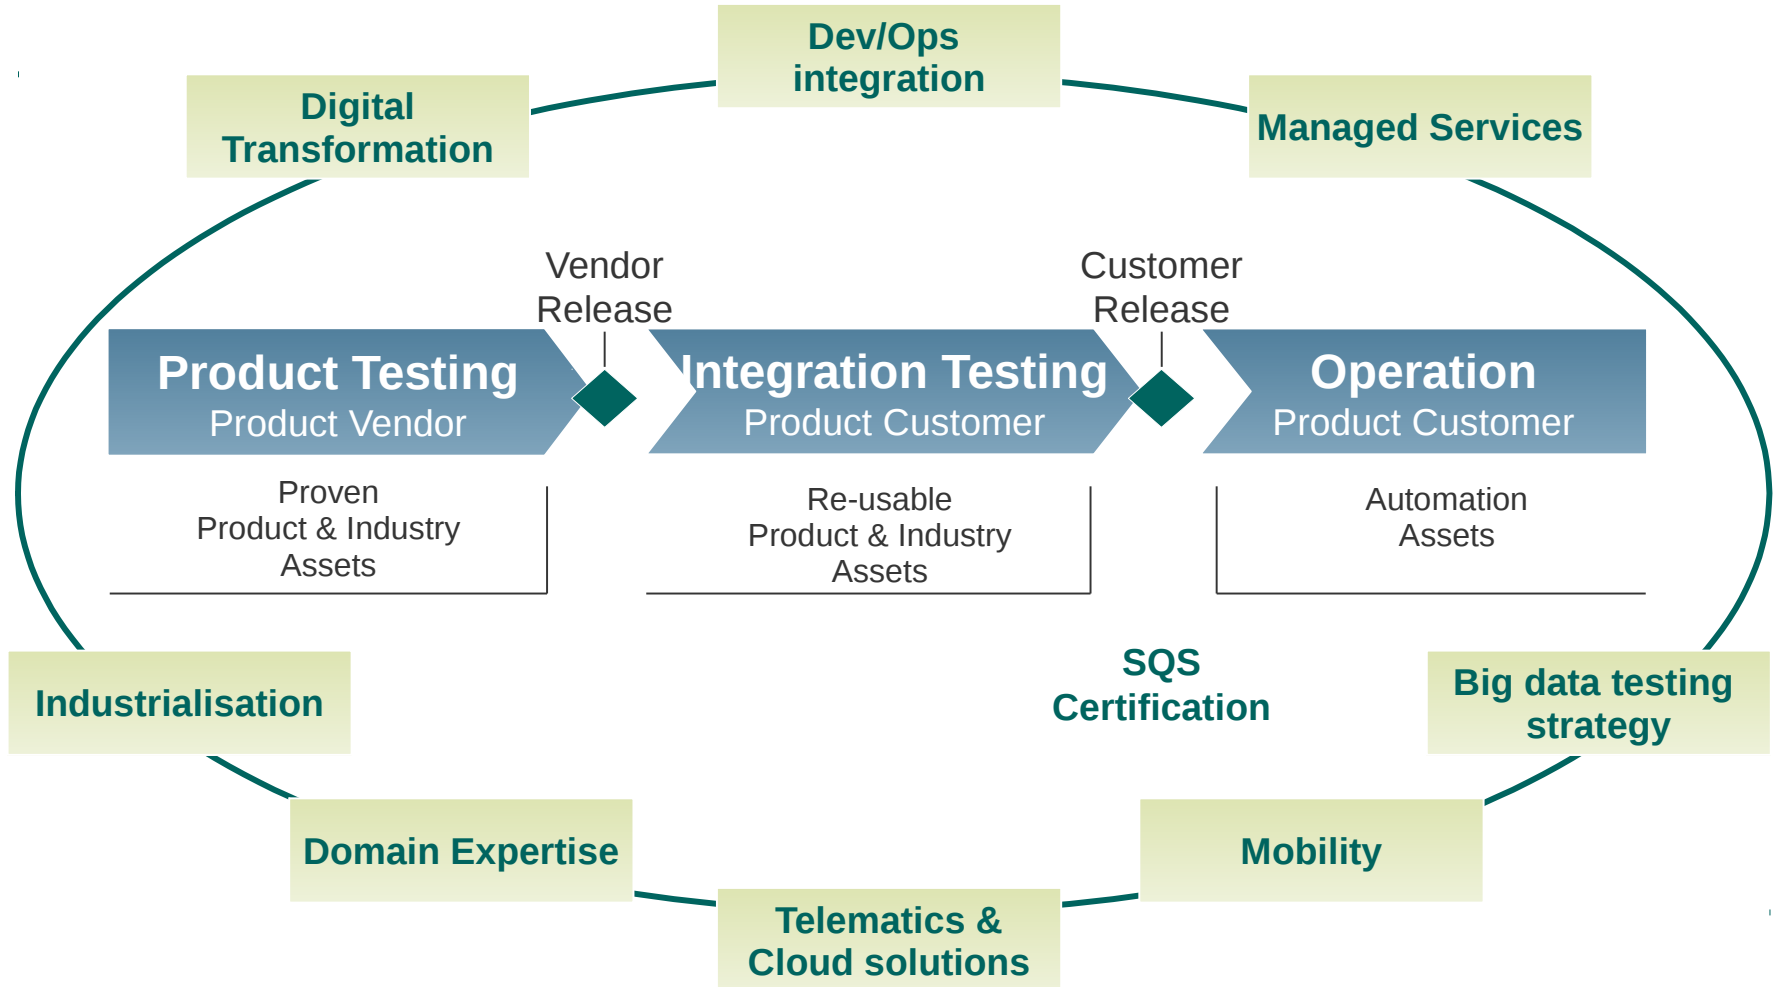 Dev/Ops
integration
Digital
Transformation
Managed Services
Vendor
Release
Customer
Release
Product Testing
Product Vendor
Integration Testing
Product Customer
Operation
Product Customer
Proven
Product & Industry
Assets
Re-usable
Product & Industry
Assets
Automation
Assets
SQS
Certification
Industrialisation
Big data testing
strategy
Domain Expertise
Mobility
Telematics &
Cloud solutions